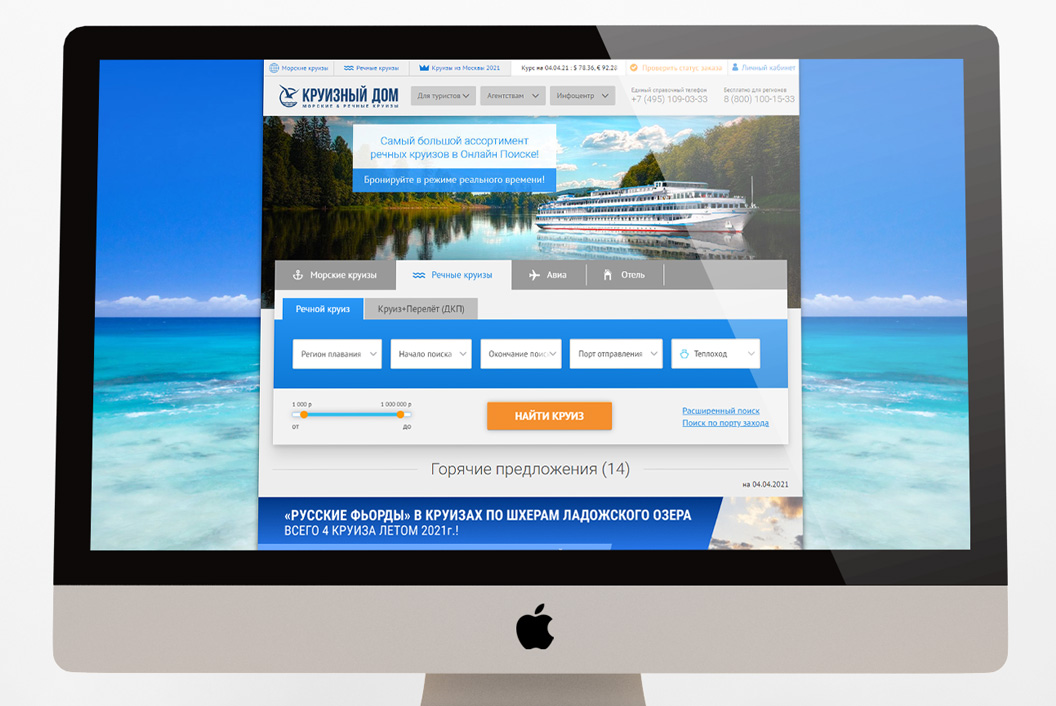 Морские круизы
Речные круизы
Круизы из Москвы 2021
Курс на 04.04.21 : $ 76.36, € 92.28
Проверить статус заказа
Личный кабинет
КРУИЗНЫЙ ДОМ
МОРСКИЕ & РЕЧНЫЕ КРУИЗЫ
Для туристов
Агентствам
Инфоцентр
Единый справочный телефон
+7 (495) 109-03-33
Бесплатно для регионов
8 (800) 100-15-33
Самый большой ассортимент
речных круизов в Онлайн Поиске!
Бронируйте в режиме реального времени!
Морские круизы
Речные круизы
Авиа
Отель
Речной круиз
Круиз+Перелёт (ДКП)
Регион плавания
Начало поиска
Окончание поис
Порт отправления
Теплоход
1 000 р
1 000 000 р
от
до
НАЙТИ КРУИЗ
Расширенный поиск
Поиск по порту захода
Горячие предложения (14)
на 04.04.2021
«РУССКИЕ ФЬОРДЫ» В КРУИЗАХ ПО ШХЕРАМ ЛАДОЖСКОГО ОЗЕРА
ВСЕГО 4 КРУИЗА ЛЕТОМ 2021г.!